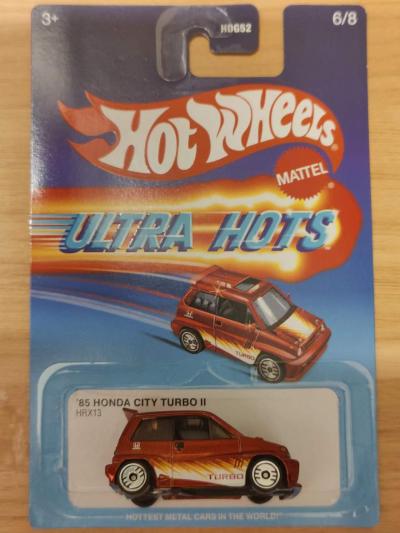 3+
HDG52
6/8
HOT WHEELS
MATTEL
ULTRA HOTS
TURBO
'85 HONDA CITY TURBO II
HRX13
TURBO
HOTTEST METAL CARS IN THE WORLD!